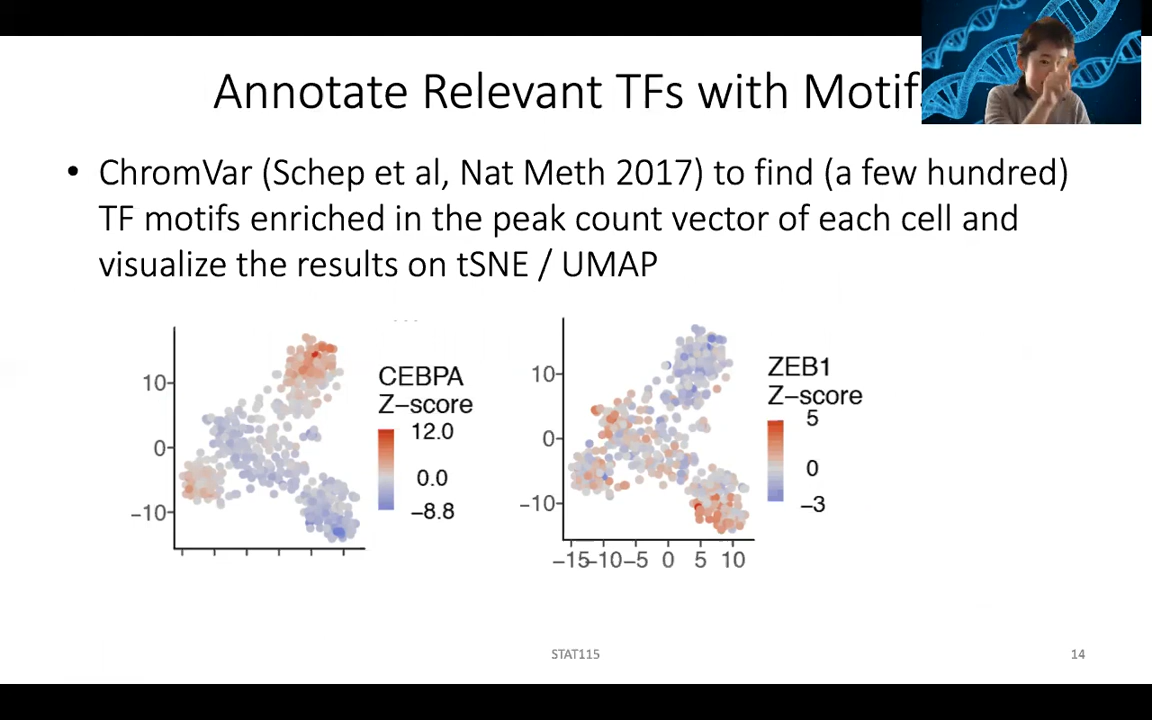 Annotate Relevant TFs with Motif
• ChromVar (Schep et al, Nat Meth 2017) to find (a few hundred)
TF motifs enriched in the peak count vector of each cell and
visualize the results on tSNE / UMAP
10
0
−10
CEBPA
Z−score
12.0
0.0
−8.8
10
0
−10
−15 −10 −5 0 5 10
ZEB1
Z−score
5
0
−3
STAT115
14